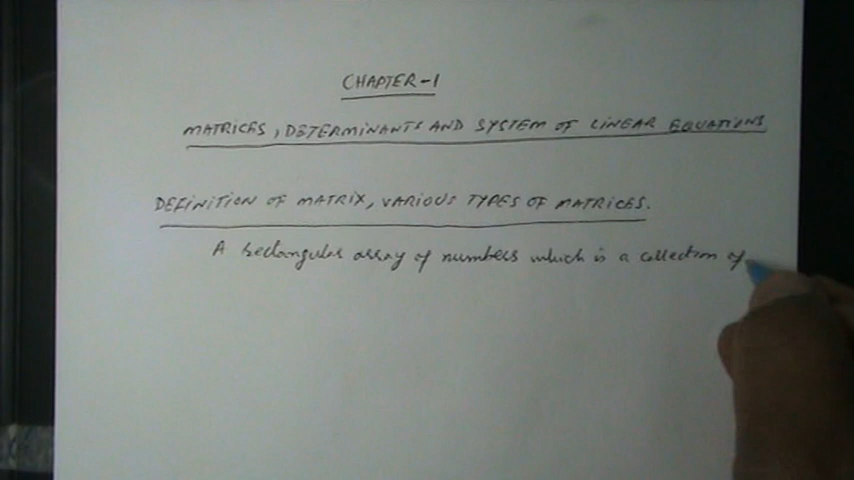 CHAPTER-1
MATRICES, DETERMINANTS AND SYSTEM OF LINEAR EQUATIONS
DEFINITION OF MATRIX, VARIOUS TYPES OF MATRICES.
A rectangular array of numbers which is a collection of